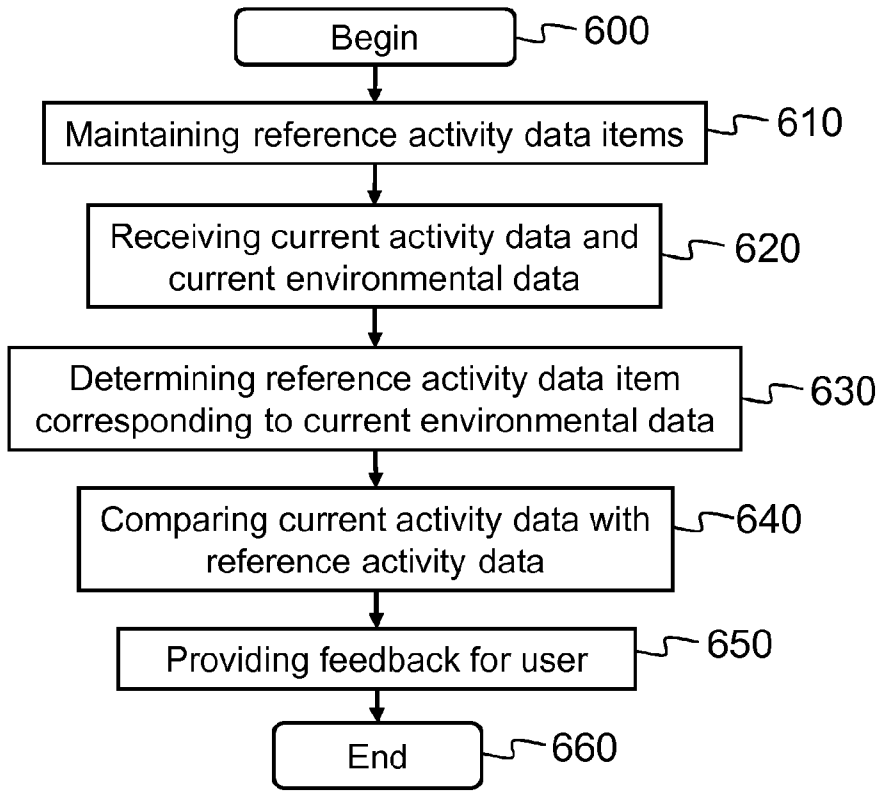 Begin
600
Maintaining reference activity data items
610
Receiving current activity data and
current environmental data
620
Determining reference activity data item
corresponding to current environmental data
630
Comparing current activity data with
reference activity data
640
Providing feedback for user
650
End
660